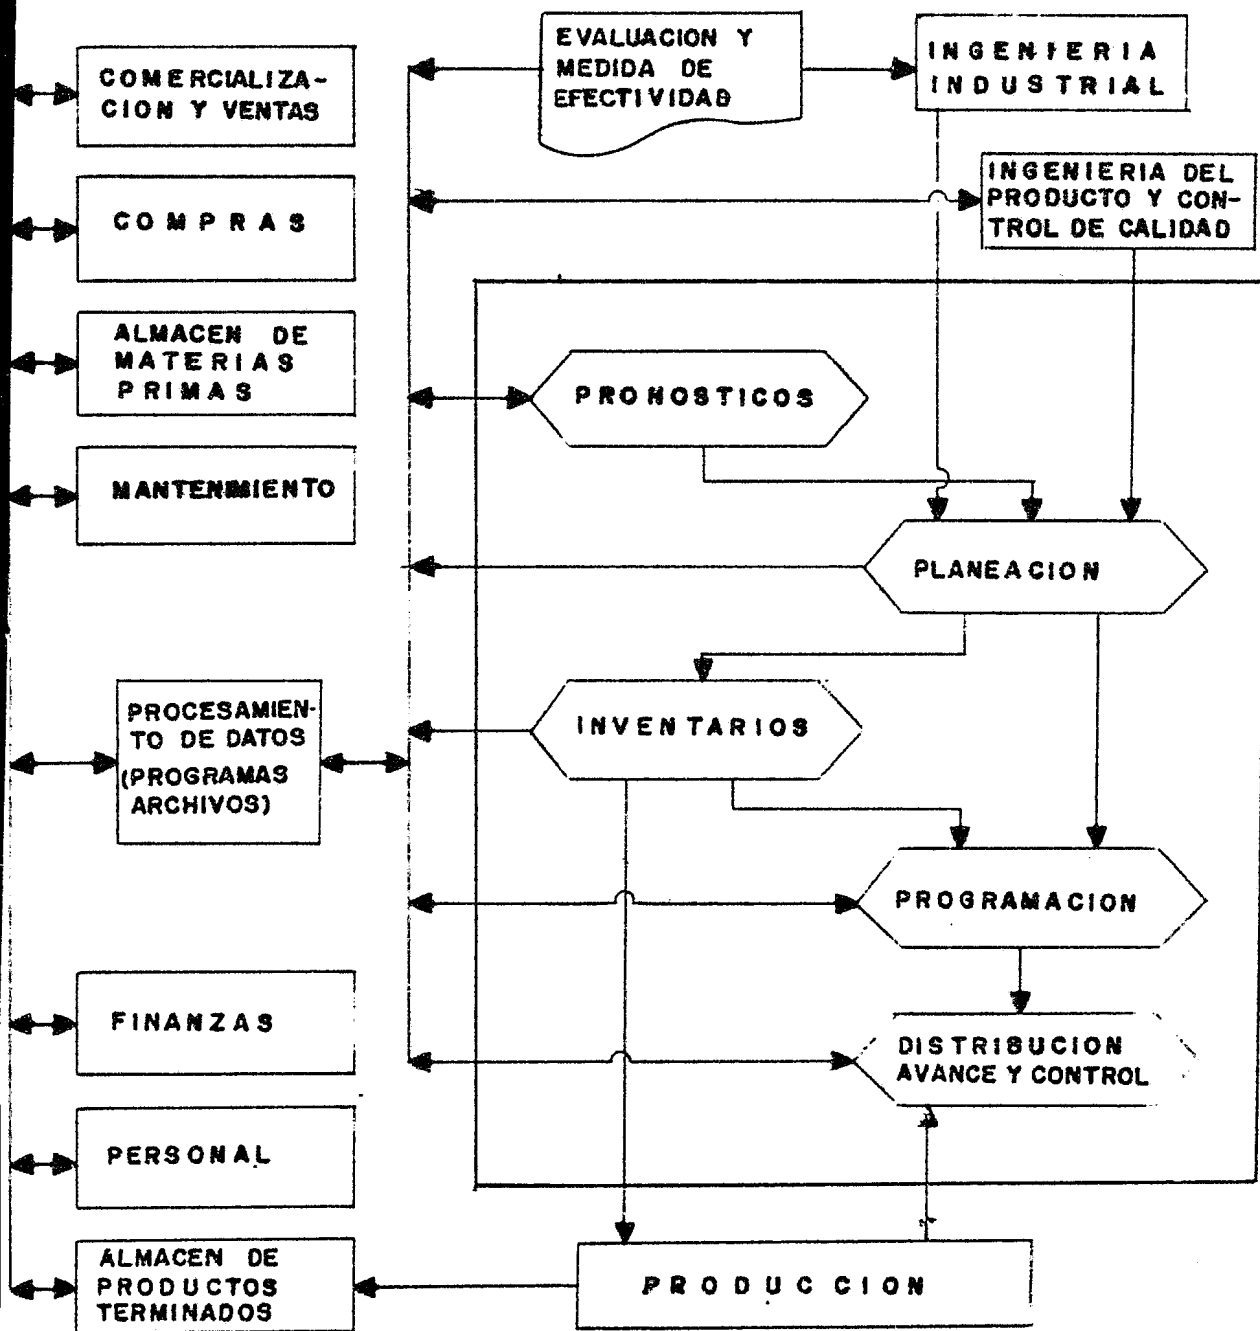 EVALUACION Y
MEDIDA DE
EFECTIVIDAD
INGENIERIA
INDUSTRIAL
COMERCIALIZA-
CION Y VENTAS
INGENIERIA DEL
PRODUCTO Y CON-
TROL DE CALIDAD
COMPRAS
ALMACEN DE
MATERIAS
PRIMAS
PRONOSTICOS
MANTENIMIENTO
PLANEACION
PROCESAMIEN-
TO DE DATOS
(PROGRAMAS
ARCHIVOS)
INVENTARIOS
PROGRAMACION
FINANZAS
DISTRIBUCION
AVANCE Y CONTROL
PERSONAL
ALMACEN DE
PRODUCTOS
TERMINADOS
PRODUCCION